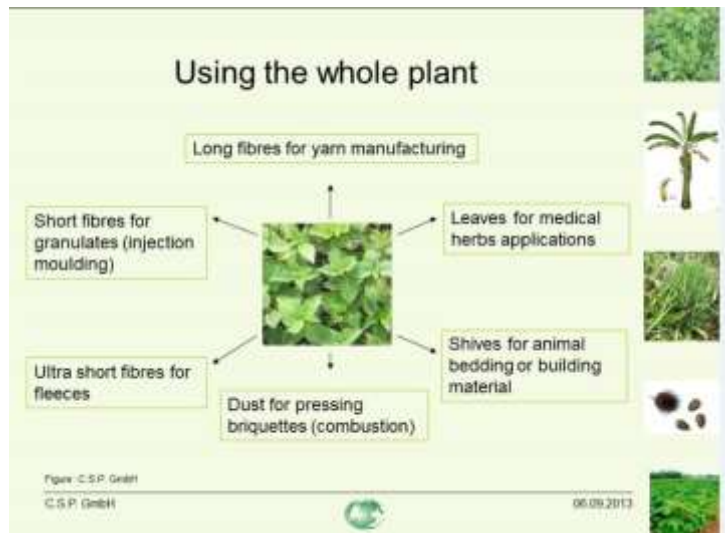 Using the whole plant
Long fibres for yarn manufacturing
Short fibres for
granulates (injection
moulding)
Leaves for medical
herbs applications
Ultra short fibres for
fleeces
Shives for animal
bedding or building
material
Dust for pressing
briquettes (combustion)
Figure: C.S.P. GmbH
C.S.P. GmbH
06.09.2013